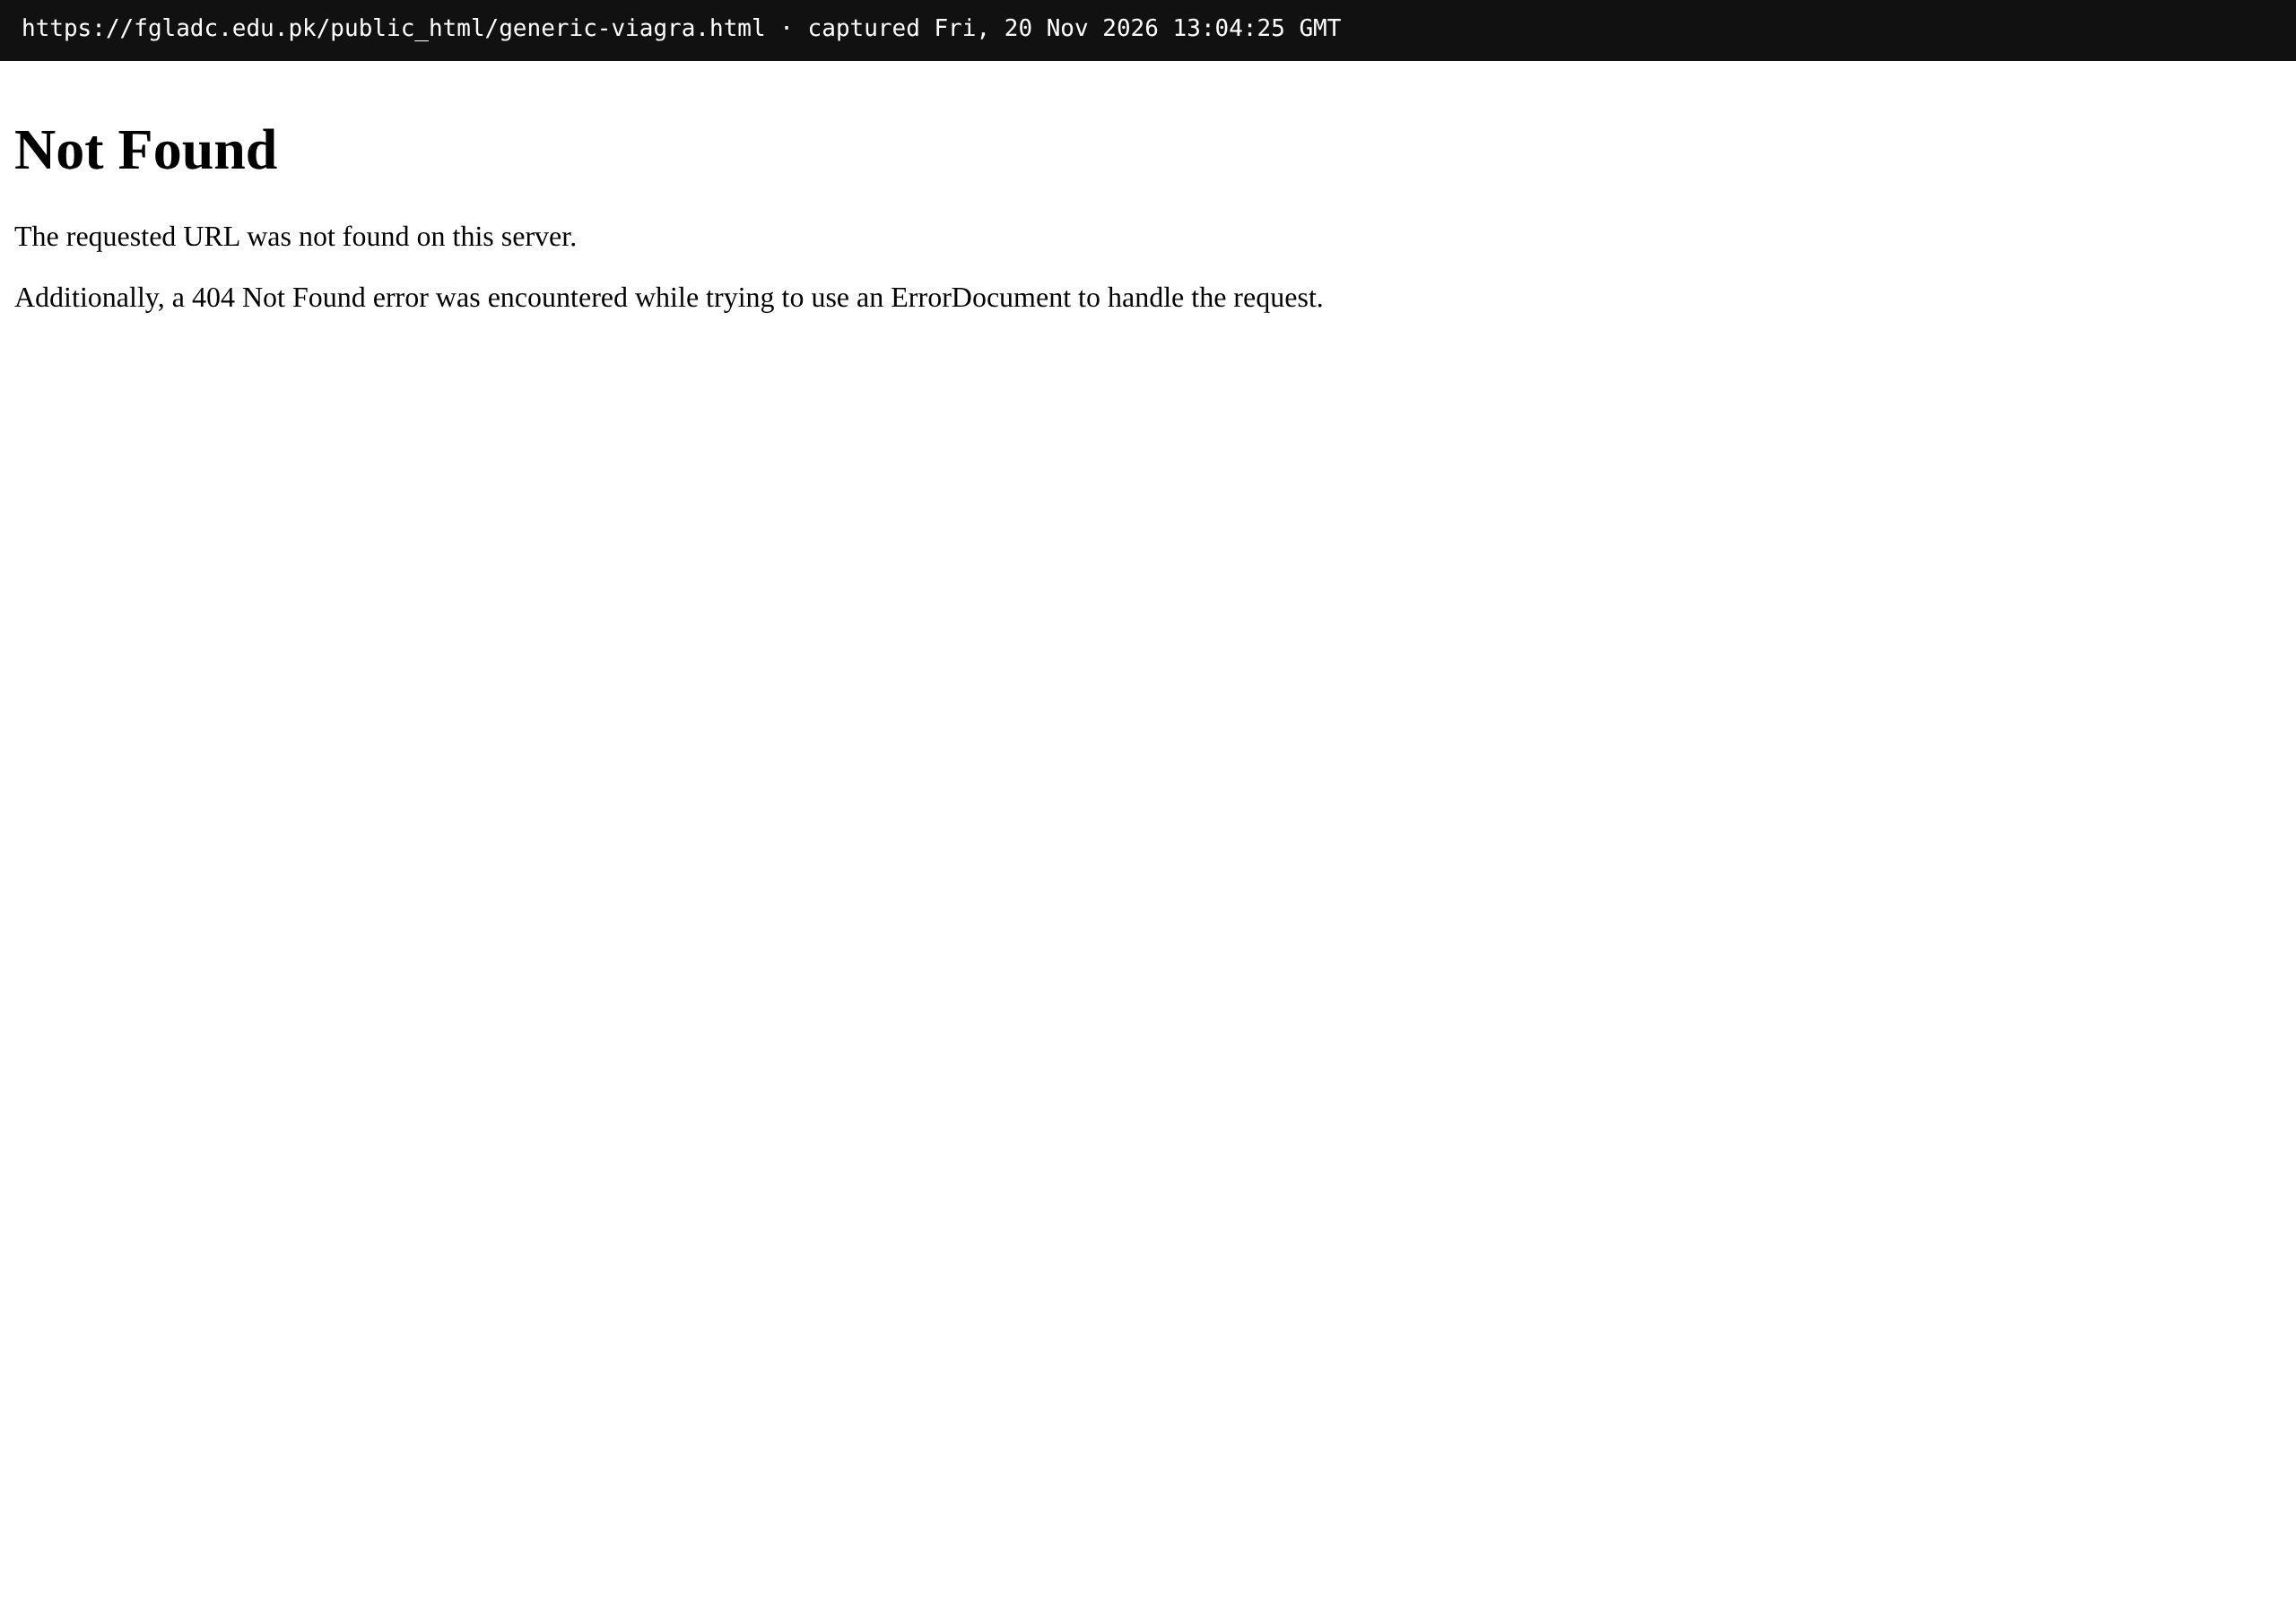 https://fgladc.edu.pk/public_html/generic-viagra.html · captured Fri, 20 Nov 2026 13:04:25 GMT
Not Found
The requested URL was not found on this server.
Additionally, a 404 Not Found error was encountered while trying to use an ErrorDocument to handle the request.